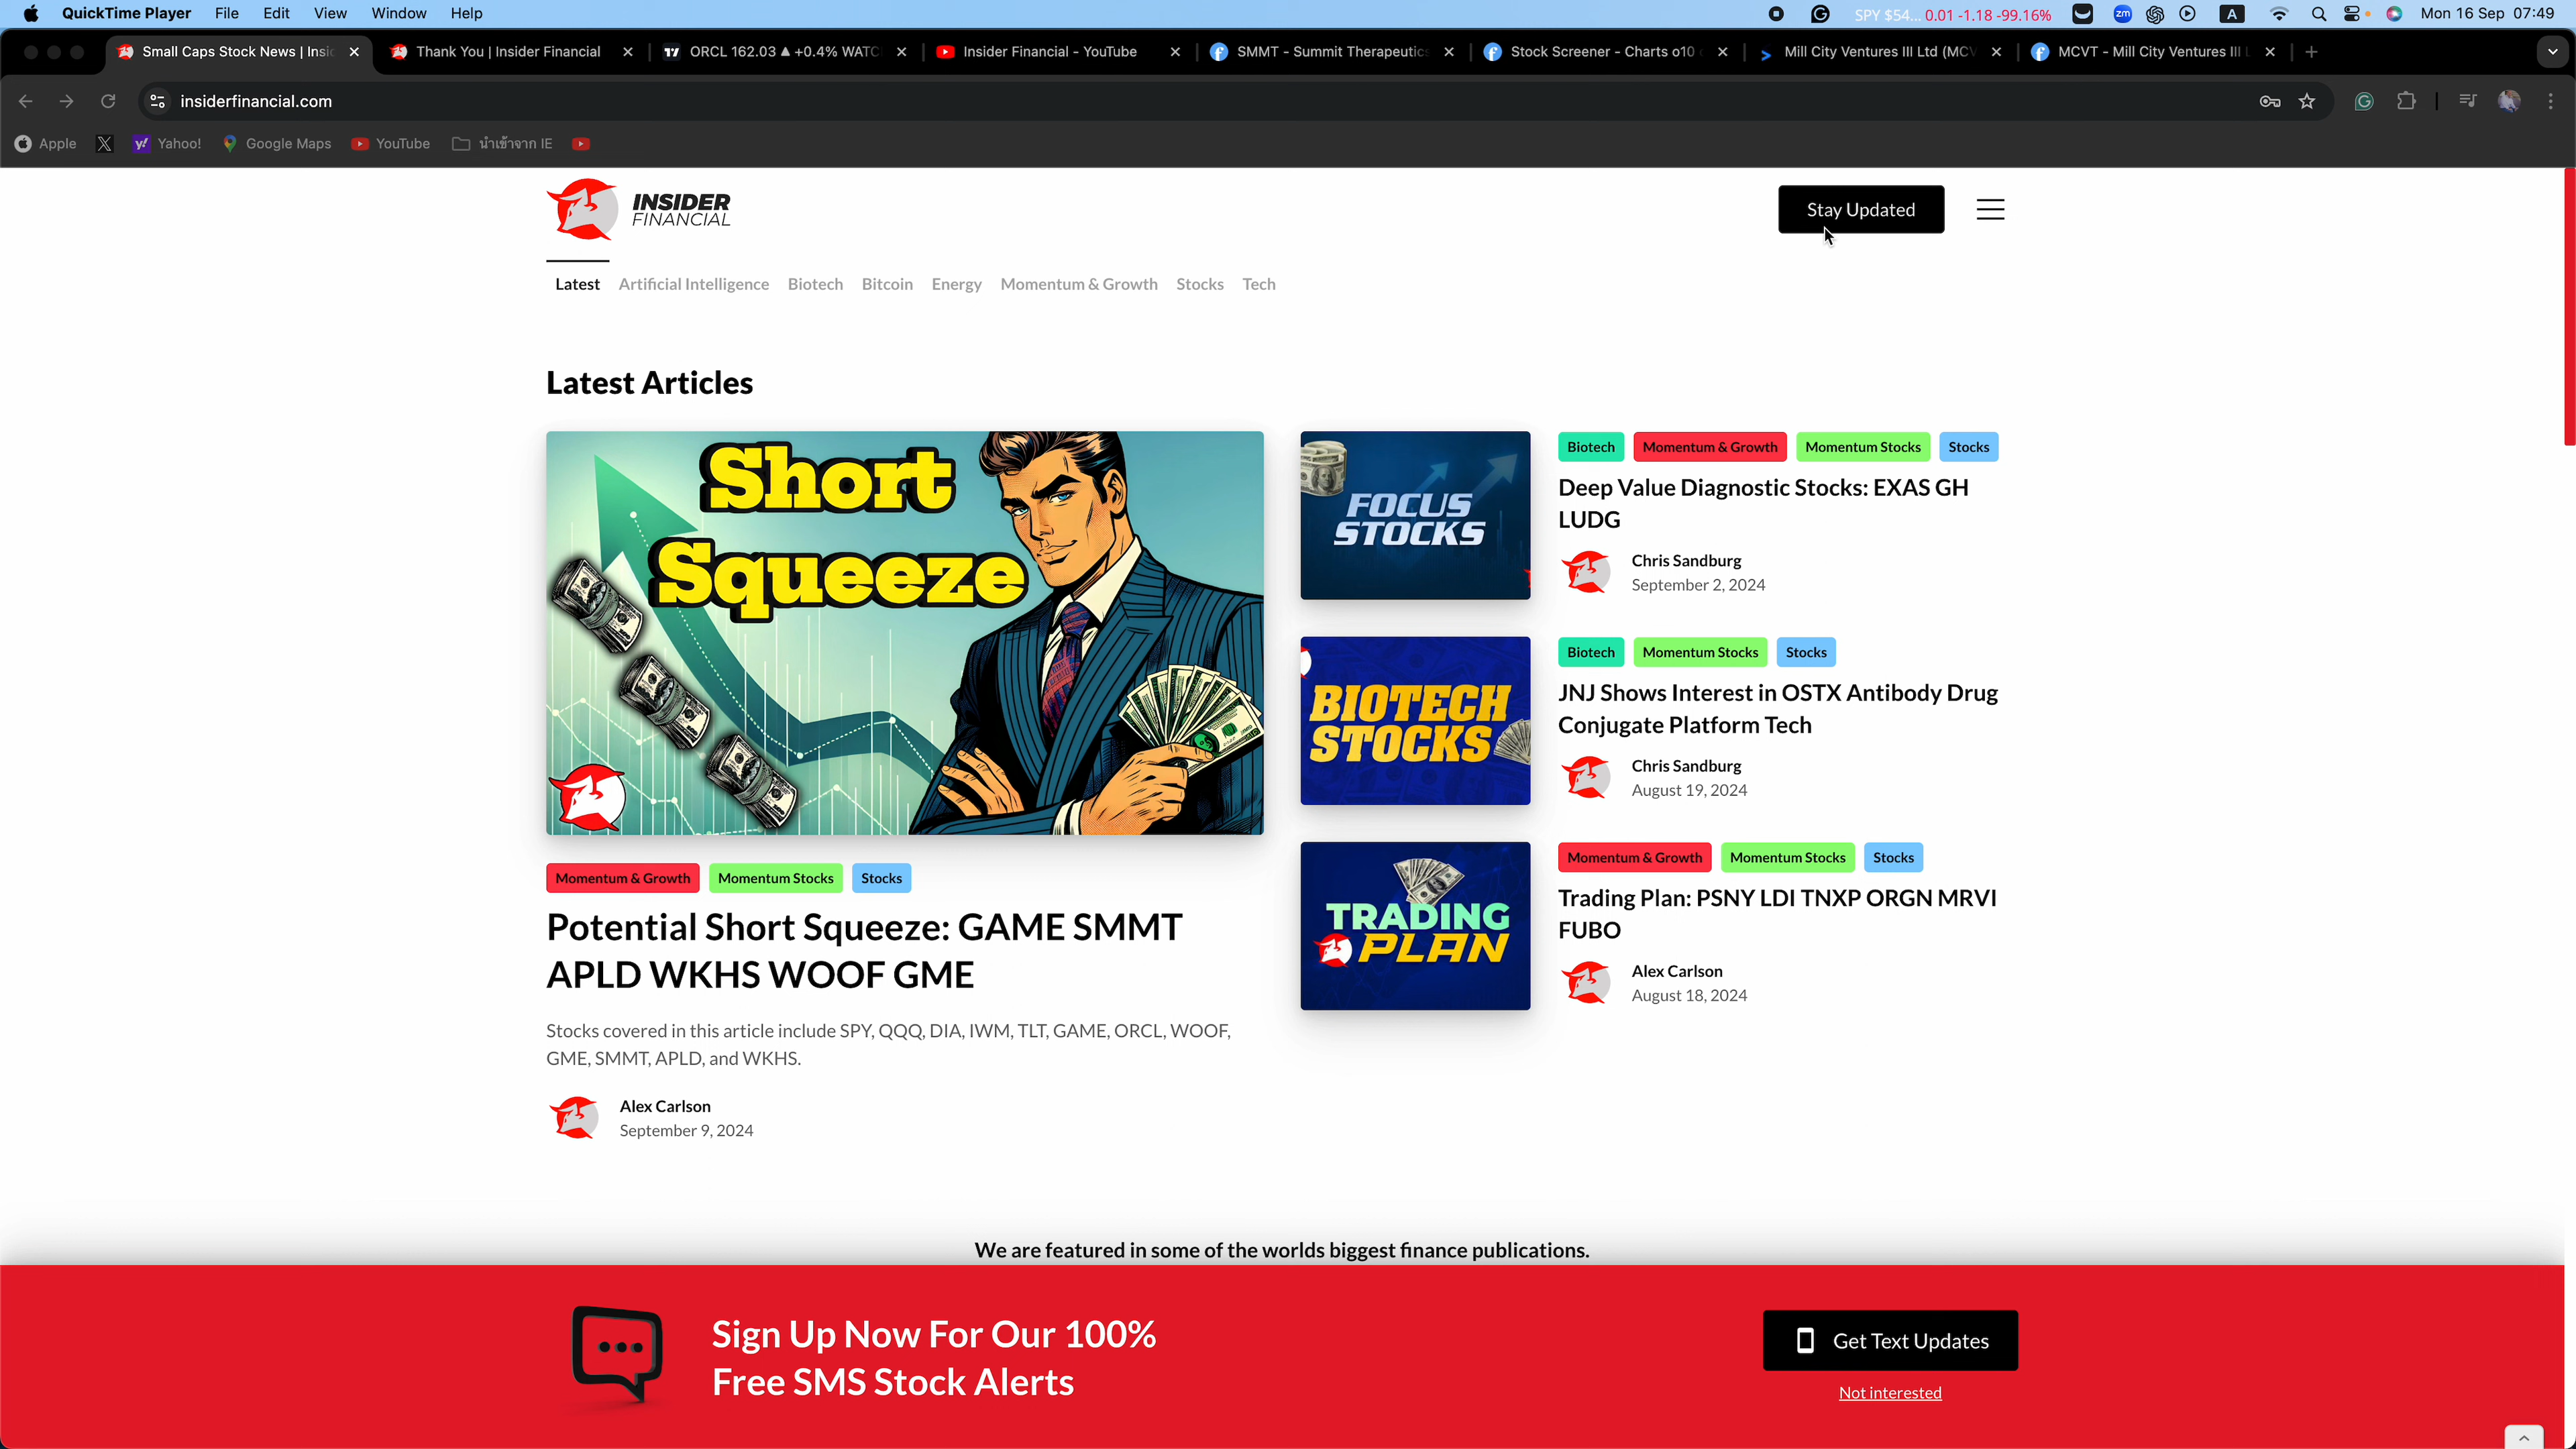 QuickTime Player File Edit View Window Help
SPY $54... 0.01 -1.18 -99.16% zm A Mon 16 Sep 07:49
Small Caps Stock News | Insi
Thank You | Insider Financial
ORCL 162.03 ▲ +0.4% WATC
Insider Financial - YouTube
SMMT - Summit Therapeutics
Stock Screener - Charts o10
Mill City Ventures III Ltd (MCV
MCVT - Mill City Ventures III L
insiderfinancial.com
Apple Yahoo! Google Maps YouTube นำเข้าจาก IE
INSIDER
FINANCIAL
Stay Updated
Latest Artificial Intelligence Biotech Bitcoin Energy Momentum & Growth Stocks Tech
Latest Articles
Short
Squeeze
Momentum & Growth Momentum Stocks Stocks
Potential Short Squeeze: GAME SMMT
APLD WKHS WOOF GME
Stocks covered in this article include SPY, QQQ, DIA, IWM, TLT, GAME, ORCL, WOOF,
GME, SMMT, APLD, and WKHS.
Alex Carlson
September 9, 2024
FOCUS
STOCKS
Biotech Momentum & Growth Momentum Stocks Stocks
Deep Value Diagnostic Stocks: EXAS GH
LUDG
Chris Sandburg
September 2, 2024
BIOTECH
STOCKS
Biotech Momentum Stocks Stocks
JNJ Shows Interest in OSTX Antibody Drug
Conjugate Platform Tech
Chris Sandburg
August 19, 2024
TRADING
PLAN
Momentum & Growth Momentum Stocks Stocks
Trading Plan: PSNY LDI TNXP ORGN MRVI
FUBO
Alex Carlson
August 18, 2024
We are featured in some of the worlds biggest finance publications.
Sign Up Now For Our 100%
Free SMS Stock Alerts
Get Text Updates
Not interested